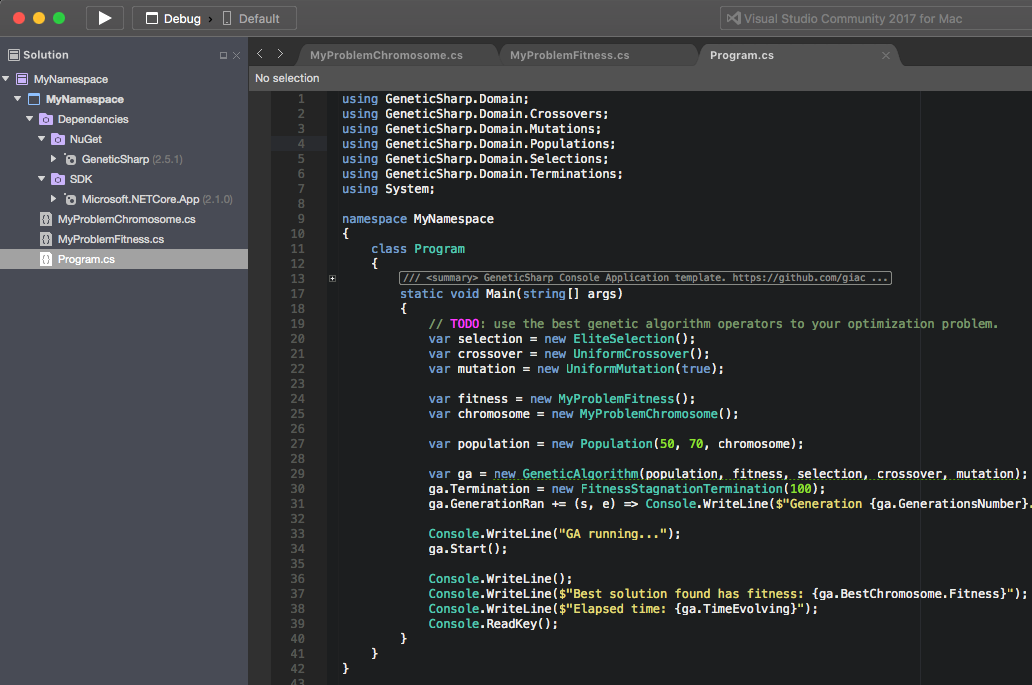 Debug › Default
Visual Studio Community 2017 for Mac
Solution
MyNamespace
MyNamespace
Dependencies
NuGet
GeneticSharp (2.5.1)
SDK
Microsoft.NETCore.App (2.1.0)
MyProblemChromosome.cs
MyProblemFitness.cs
Program.cs
MyProblemChromosome.cs MyProblemFitness.cs Program.cs
No selection
1 using GeneticSharp.Domain;
2 using GeneticSharp.Domain.Crossovers;
3 using GeneticSharp.Domain.Mutations;
4 using GeneticSharp.Domain.Populations;
5 using GeneticSharp.Domain.Selections;
6 using GeneticSharp.Domain.Terminations;
7 using System;
8
9 namespace MyNamespace
10 {
11 class Program
12 {
13 /// <summary> GeneticSharp Console Application template. https://github.com/giac ...
17 static void Main(string[] args)
18 {
19 // TODO: use the best genetic algorithm operators to your optimization problem.
20 var selection = new EliteSelection();
21 var crossover = new UniformCrossover();
22 var mutation = new UniformMutation(true);
23
24 var fitness = new MyProblemFitness();
25 var chromosome = new MyProblemChromosome();
26
27 var population = new Population(50, 70, chromosome);
28
29 var ga = new GeneticAlgorithm(population, fitness, selection, crossover, mutation);
30 ga.Termination = new FitnessStagnationTermination(100);
31 ga.GenerationRan += (s, e) => Console.WriteLine($"Generation {ga.GenerationsNumber}.
32
33 Console.WriteLine("GA running...");
34 ga.Start();
35
36 Console.WriteLine();
37 Console.WriteLine($"Best solution found has fitness: {ga.BestChromosome.Fitness}");
38 Console.WriteLine($"Elapsed time: {ga.TimeEvolving}");
39 Console.ReadKey();
40 }
41 }
42 }
43